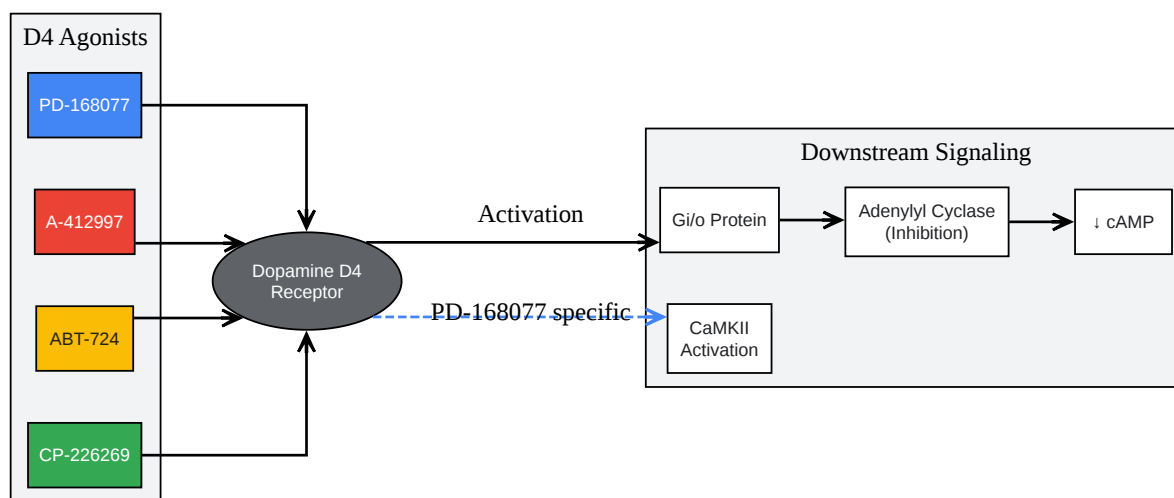 D4 Agonists
PD-168077
A-412997
ABT-724
CP-226269
Dopamine D4
Receptor
Activation
PD-168077 specific
Downstream Signaling
Gi/o Protein
Adenylyl Cyclase
(Inhibition)
↓ cAMP
CaMKII
Activation